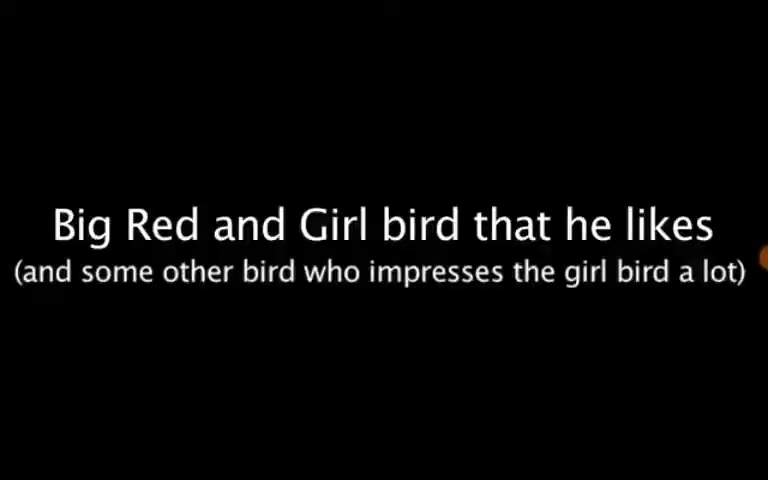 Big Red and Girl bird that he likes
(and some other bird who impresses the girl bird a lot)